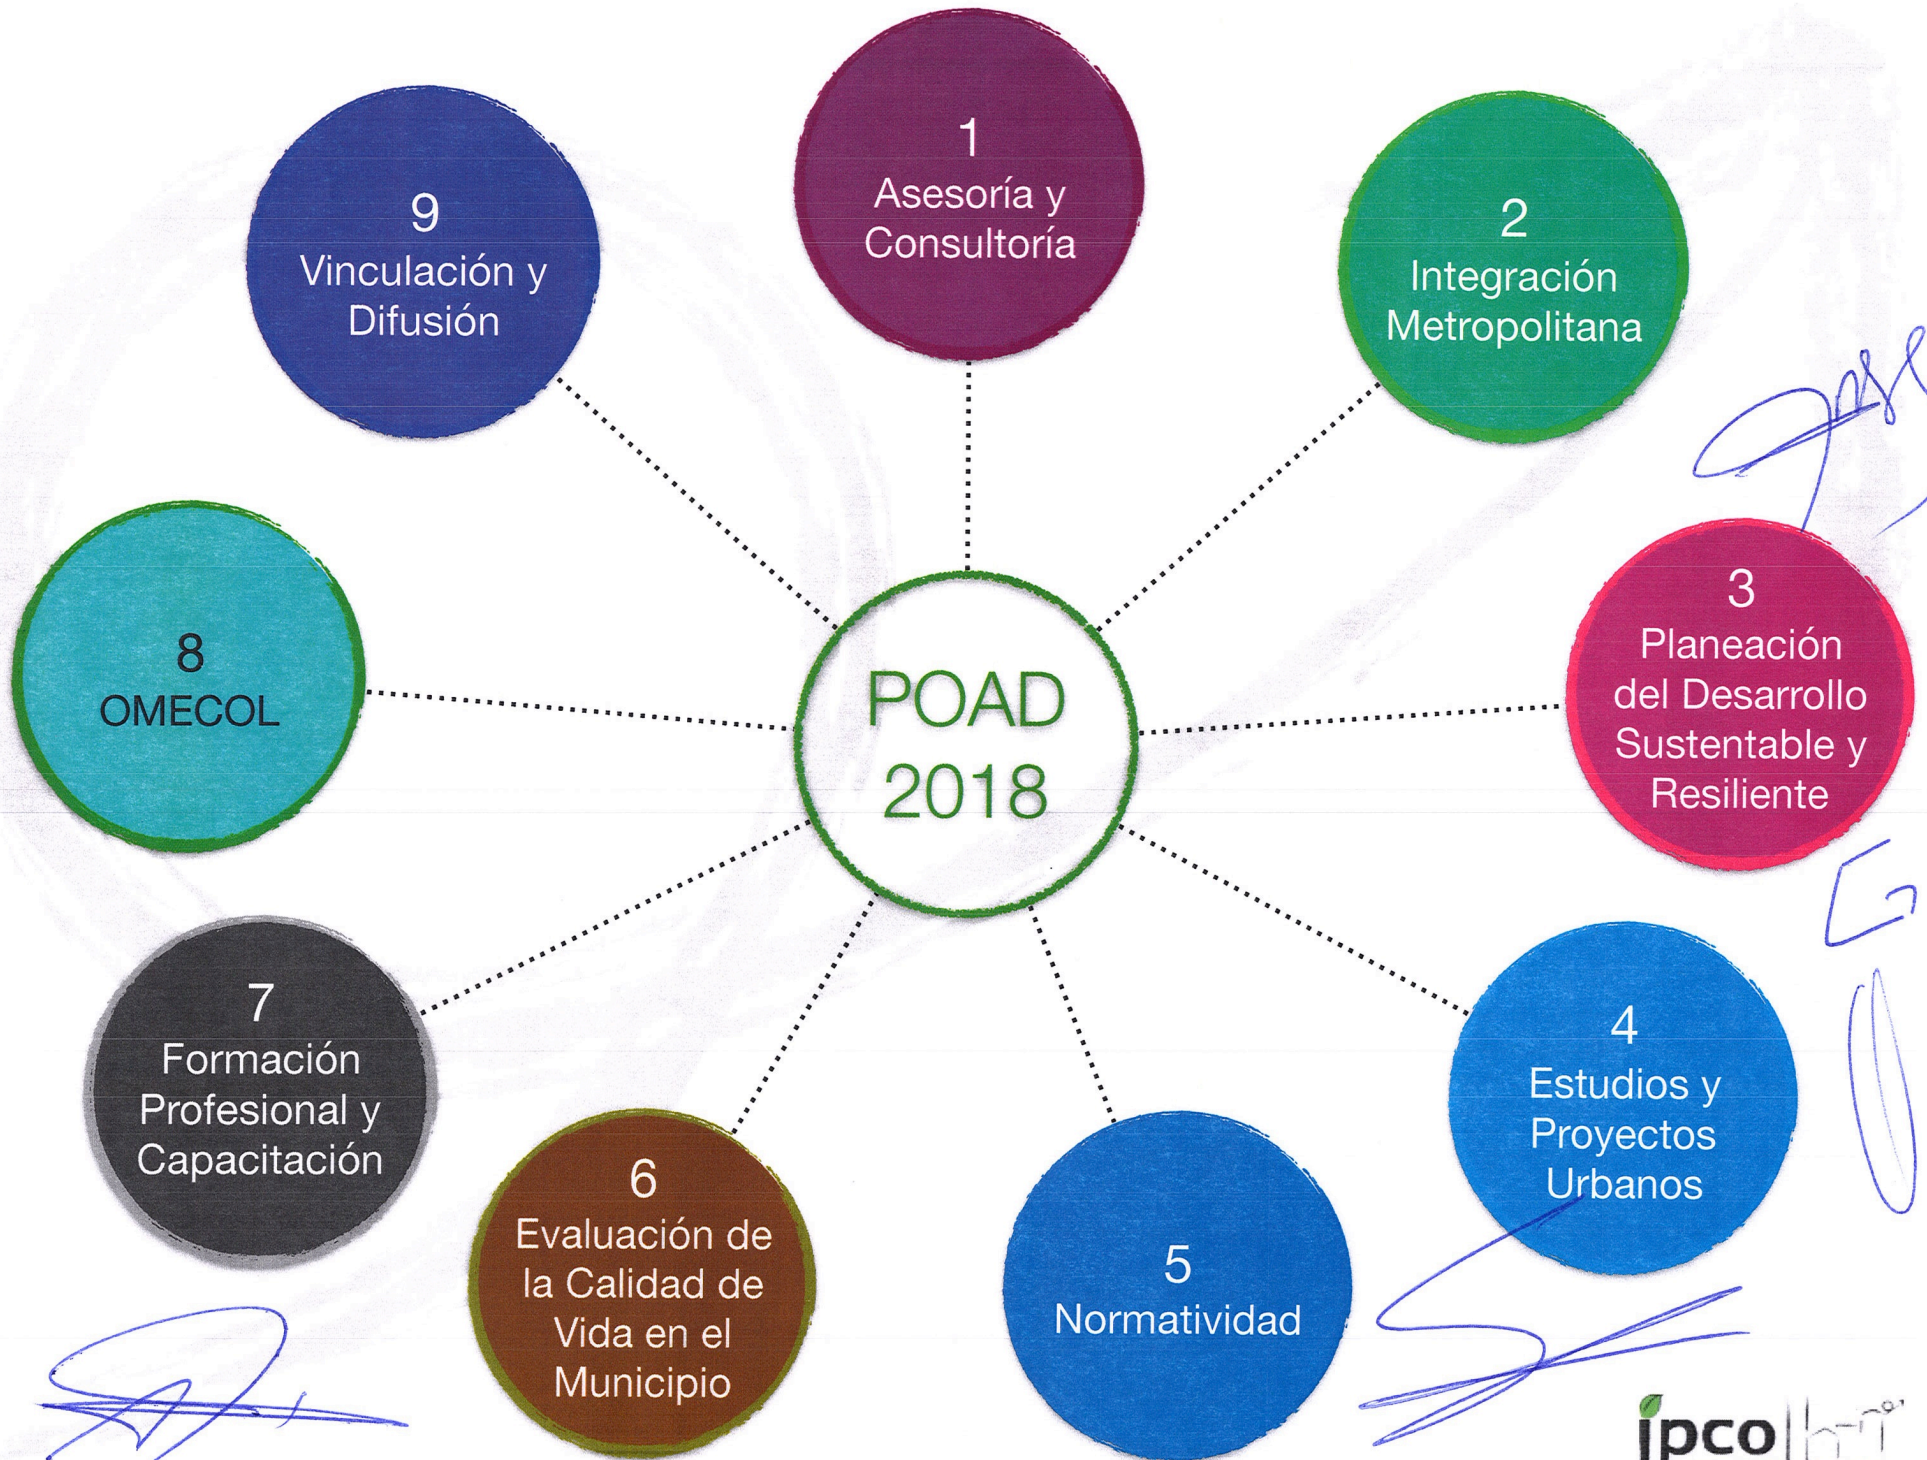 1
Asesoría y
Consultoría
2
Integración
Metropolitana
3
Planeación
del Desarrollo
Sustentable y
Resiliente
4
Estudios y
Proyectos
Urbanos
5
Normatividad
6
Evaluación de
la Calidad de
Vida en el
Municipio
7
Formación
Profesional y
Capacitación
8
OMECOL
9
Vinculación y
Difusión
POAD
2018
ipco